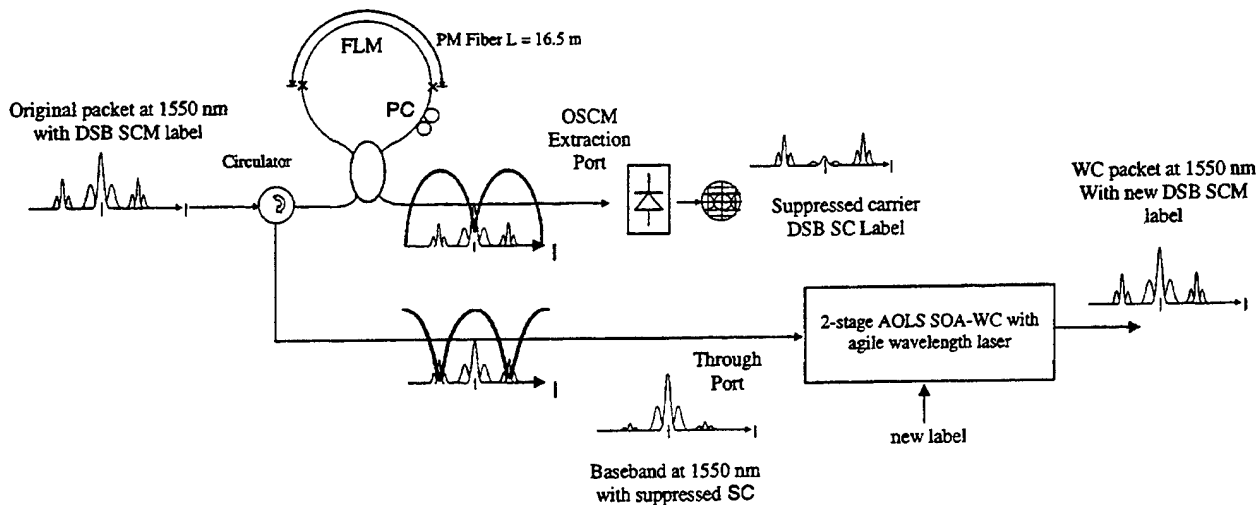 FLM
PM Fiber L = 16.5 m
PC
Original packet at 1550 nm
with DSB SCM label
Circulator
OSCM
Extraction
Port
Suppressed carrier
DSB SC Label
WC packet at 1550 nm
With new DSB SCM
label
2-stage AOLS SOA-WC with
agile wavelength laser
Through
Port
new label
Baseband at 1550 nm
with suppressed SC